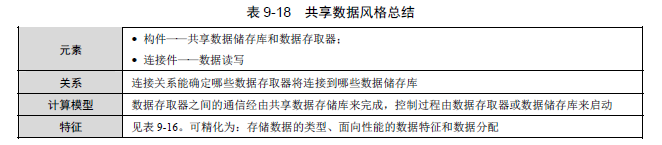 表 9-18 共享数据风格总结
元素
• 构件——共享数据储存库和数据存取器；
• 连接件——数据读写
关系
连接关系能确定哪些数据存取器将连接到哪些数据储存库
计算模型
数据存取器之间的通信经由共享数据存储库来完成，控制过程由数据存取器或数据储存库来启动
特征
见表 9-16。可精化为：存储数据的类型、面向性能的数据特征和数据分配